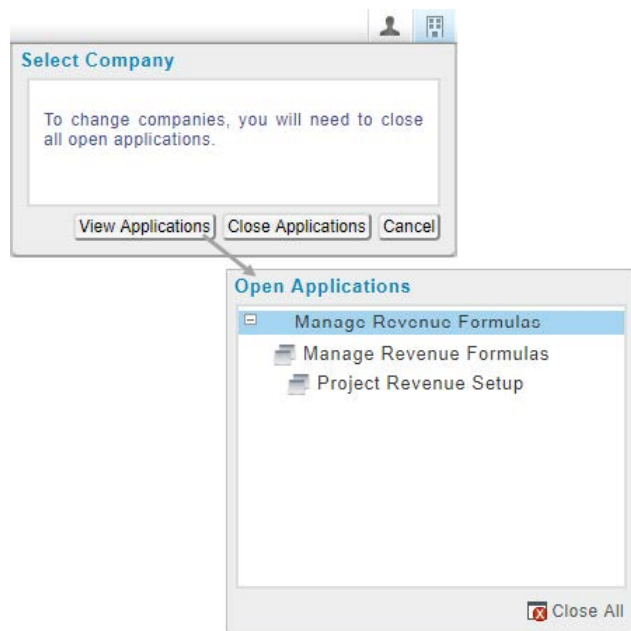 Select Company
To change companies, you will need to close
all open applications.
View Applications Close Applications Cancel
Open Applications
Manage Revenue Formulas
Manage Revenue Formulas
Project Revenue Setup
Close All